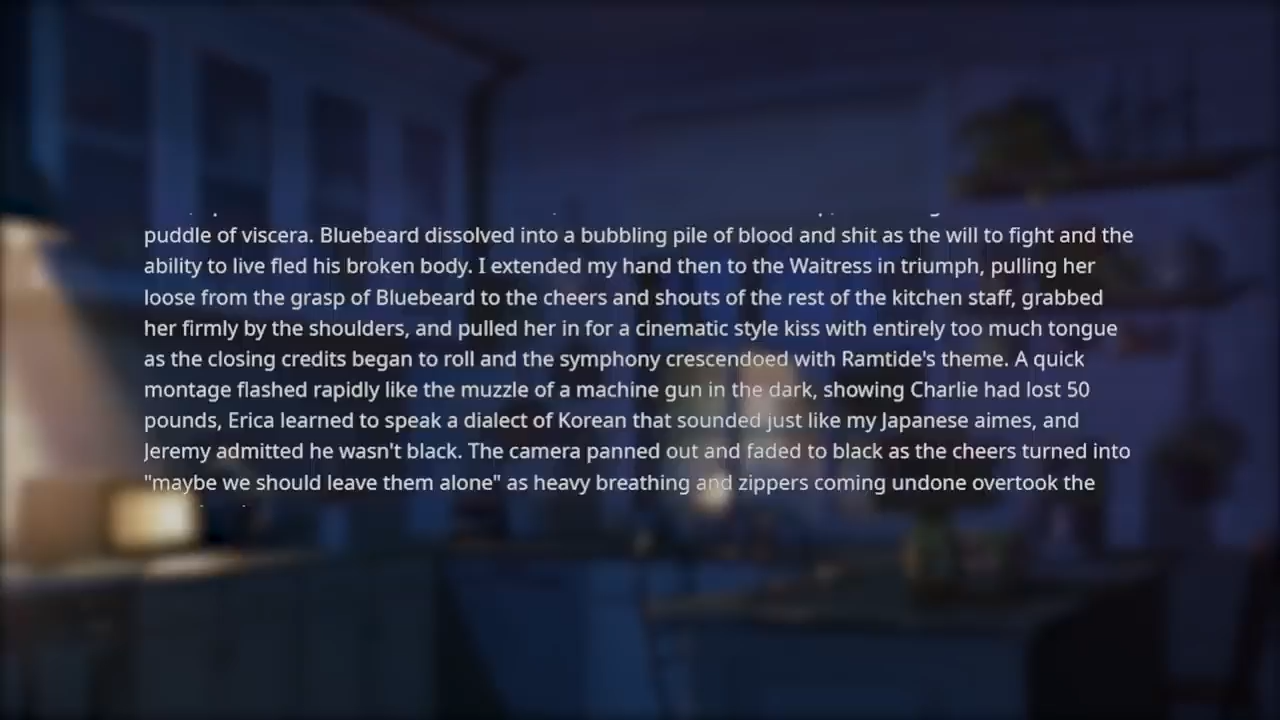 puddle of viscera. Bluebeard dissolved into a bubbling pile of blood and shit as the will to fight and the
ability to live fled his broken body. I extended my hand then to the Waitress in triumph, pulling her
loose from the grasp of Bluebeard to the cheers and shouts of the rest of the kitchen staff, grabbed
her firmly by the shoulders, and pulled her in for a cinematic style kiss with entirely too much tongue
as the closing credits began to roll and the symphony crescendoed with Ramtide's theme. A quick
montage flashed rapidly like the muzzle of a machine gun in the dark, showing Charlie had lost 50
pounds, Erica learned to speak a dialect of Korean that sounded just like my Japanese aimes, and
Jeremy admitted he wasn't black. The camera panned out and faded to black as the cheers turned into
"maybe we should leave them alone" as heavy breathing and zippers coming undone overtook the